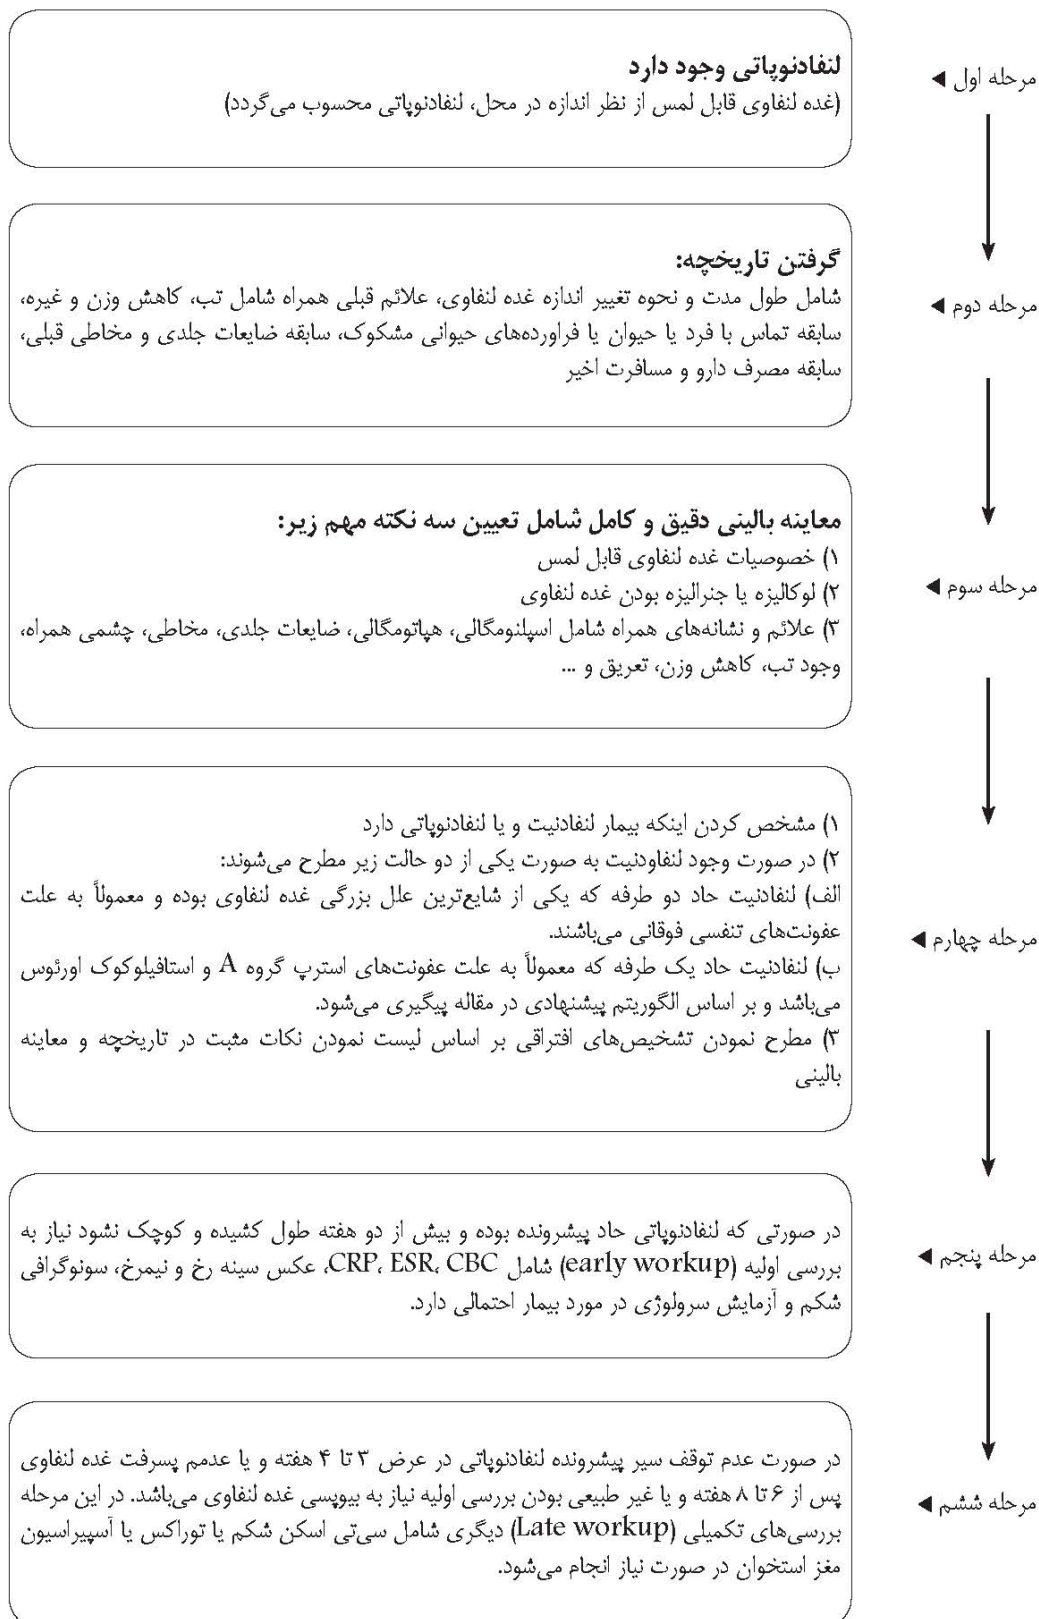 مرحله اول ◄
لنفادنوپاتی وجود دارد
(غده لنفاوی قابل لمس از نظر اندازه در محل، لنفادنوپاتی محسوب می‌گردد)
مرحله دوم ◄
گرفتن تاریخچه:
شامل طول مدت و نحوه تغییر اندازه غده لنفاوی، علائم قبلی همراه شامل تب، کاهش وزن و غیره،
سابقه تماس با فرد یا حیوان یا فراورده‌های حیوانی مشکوک، سابقه ضایعات جلدی و مخاطی قبلی،
سابقه مصرف دارو و مسافرت اخیر
مرحله سوم ◄
معاینه بالینی دقیق و کامل شامل تعیین سه نکته مهم زیر:
۱) خصوصیات غده لنفاوی قابل لمس
۲) لوکالیزه یا جنرالیزه بودن غده لنفاوی
۳) علائم و نشانه‌های همراه شامل اسپلنومگالی، هپاتومگالی، ضایعات جلدی، مخاطی، چشمی همراه،
وجود تب، کاهش وزن، تعریق و ...
مرحله چهارم ◄
۱) مشخص کردن اینکه بیمار لنفادنیت و یا لنفادنوپاتی دارد
۲) در صورت وجود لنفاودنیت به صورت یکی از دو حالت زیر مطرح می‌شوند:
الف) لنفادنیت حاد دو طرفه که یکی از شایع‌ترین علل بزرگی غده لنفاوی بوده و معمولاً به علت
عفونت‌های تنفسی فوقانی می‌باشند.
ب) لنفادنیت حاد یک طرفه که معمولاً به علت عفونت‌های استرپ گروه A و استافیلوکوک اورئوس
می‌باشد و بر اساس الگوریتم پیشنهادی در مقاله پیگیری می‌شود.
۳) مطرح نمودن تشخیص‌های افتراقی بر اساس لیست نمودن نکات مثبت در تاریخچه و معاینه
بالینی
مرحله پنجم ◄
در صورتی که لنفادنوپاتی حاد پیشرونده بوده و بیش از دو هفته طول کشیده و کوچک نشود نیاز به
بررسی اولیه (early workup) شامل CRP، ESR، CBC، عکس سینه رخ و نیمرخ، سونوگرافی
شکم و آزمایش سرولوژی در مورد بیمار احتمالی دارد.
مرحله ششم ◄
در صورت عدم توقف سیر پیشرونده لنفادنوپاتی در عرض ۳ تا ۴ هفته و یا عدمم پسرفت غده لنفاوی
پس از ۶ تا ۸ هفته و یا غیر طبیعی بودن بررسی اولیه نیاز به بیوپسی غده لنفاوی می‌باشد. در این مرحله
بررسی‌های تکمیلی (Late workup) دیگری شامل سی‌تی اسکن شکم یا توراکس یا آسپیراسیون
مغز استخوان در صورت نیاز انجام می‌شود.